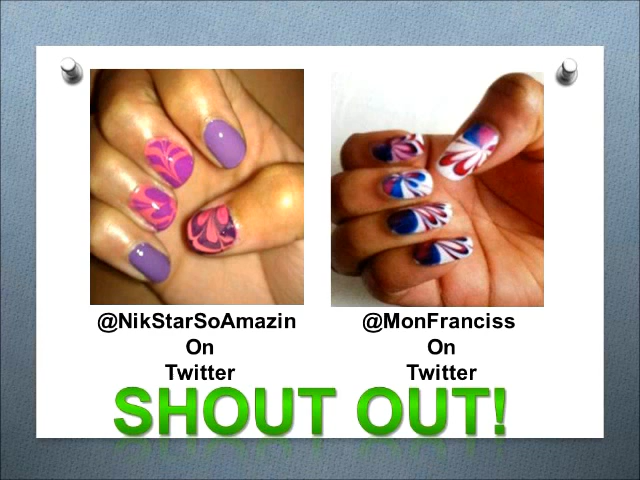 @NikStarSoAmazin
On
Twitter
@MonFranciss
On
Twitter
SHOUT OUT!